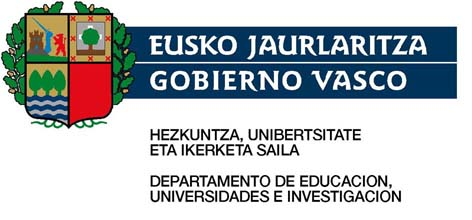 EUSKO JAURLARITZA
GOBIERNO VASCO
HEZKUNTZA, UNIBERTSITATE
ETA IKERKETA SAILA
DEPARTAMENTO DE EDUCACION,
UNIVERSIDADES E INVESTIGACION